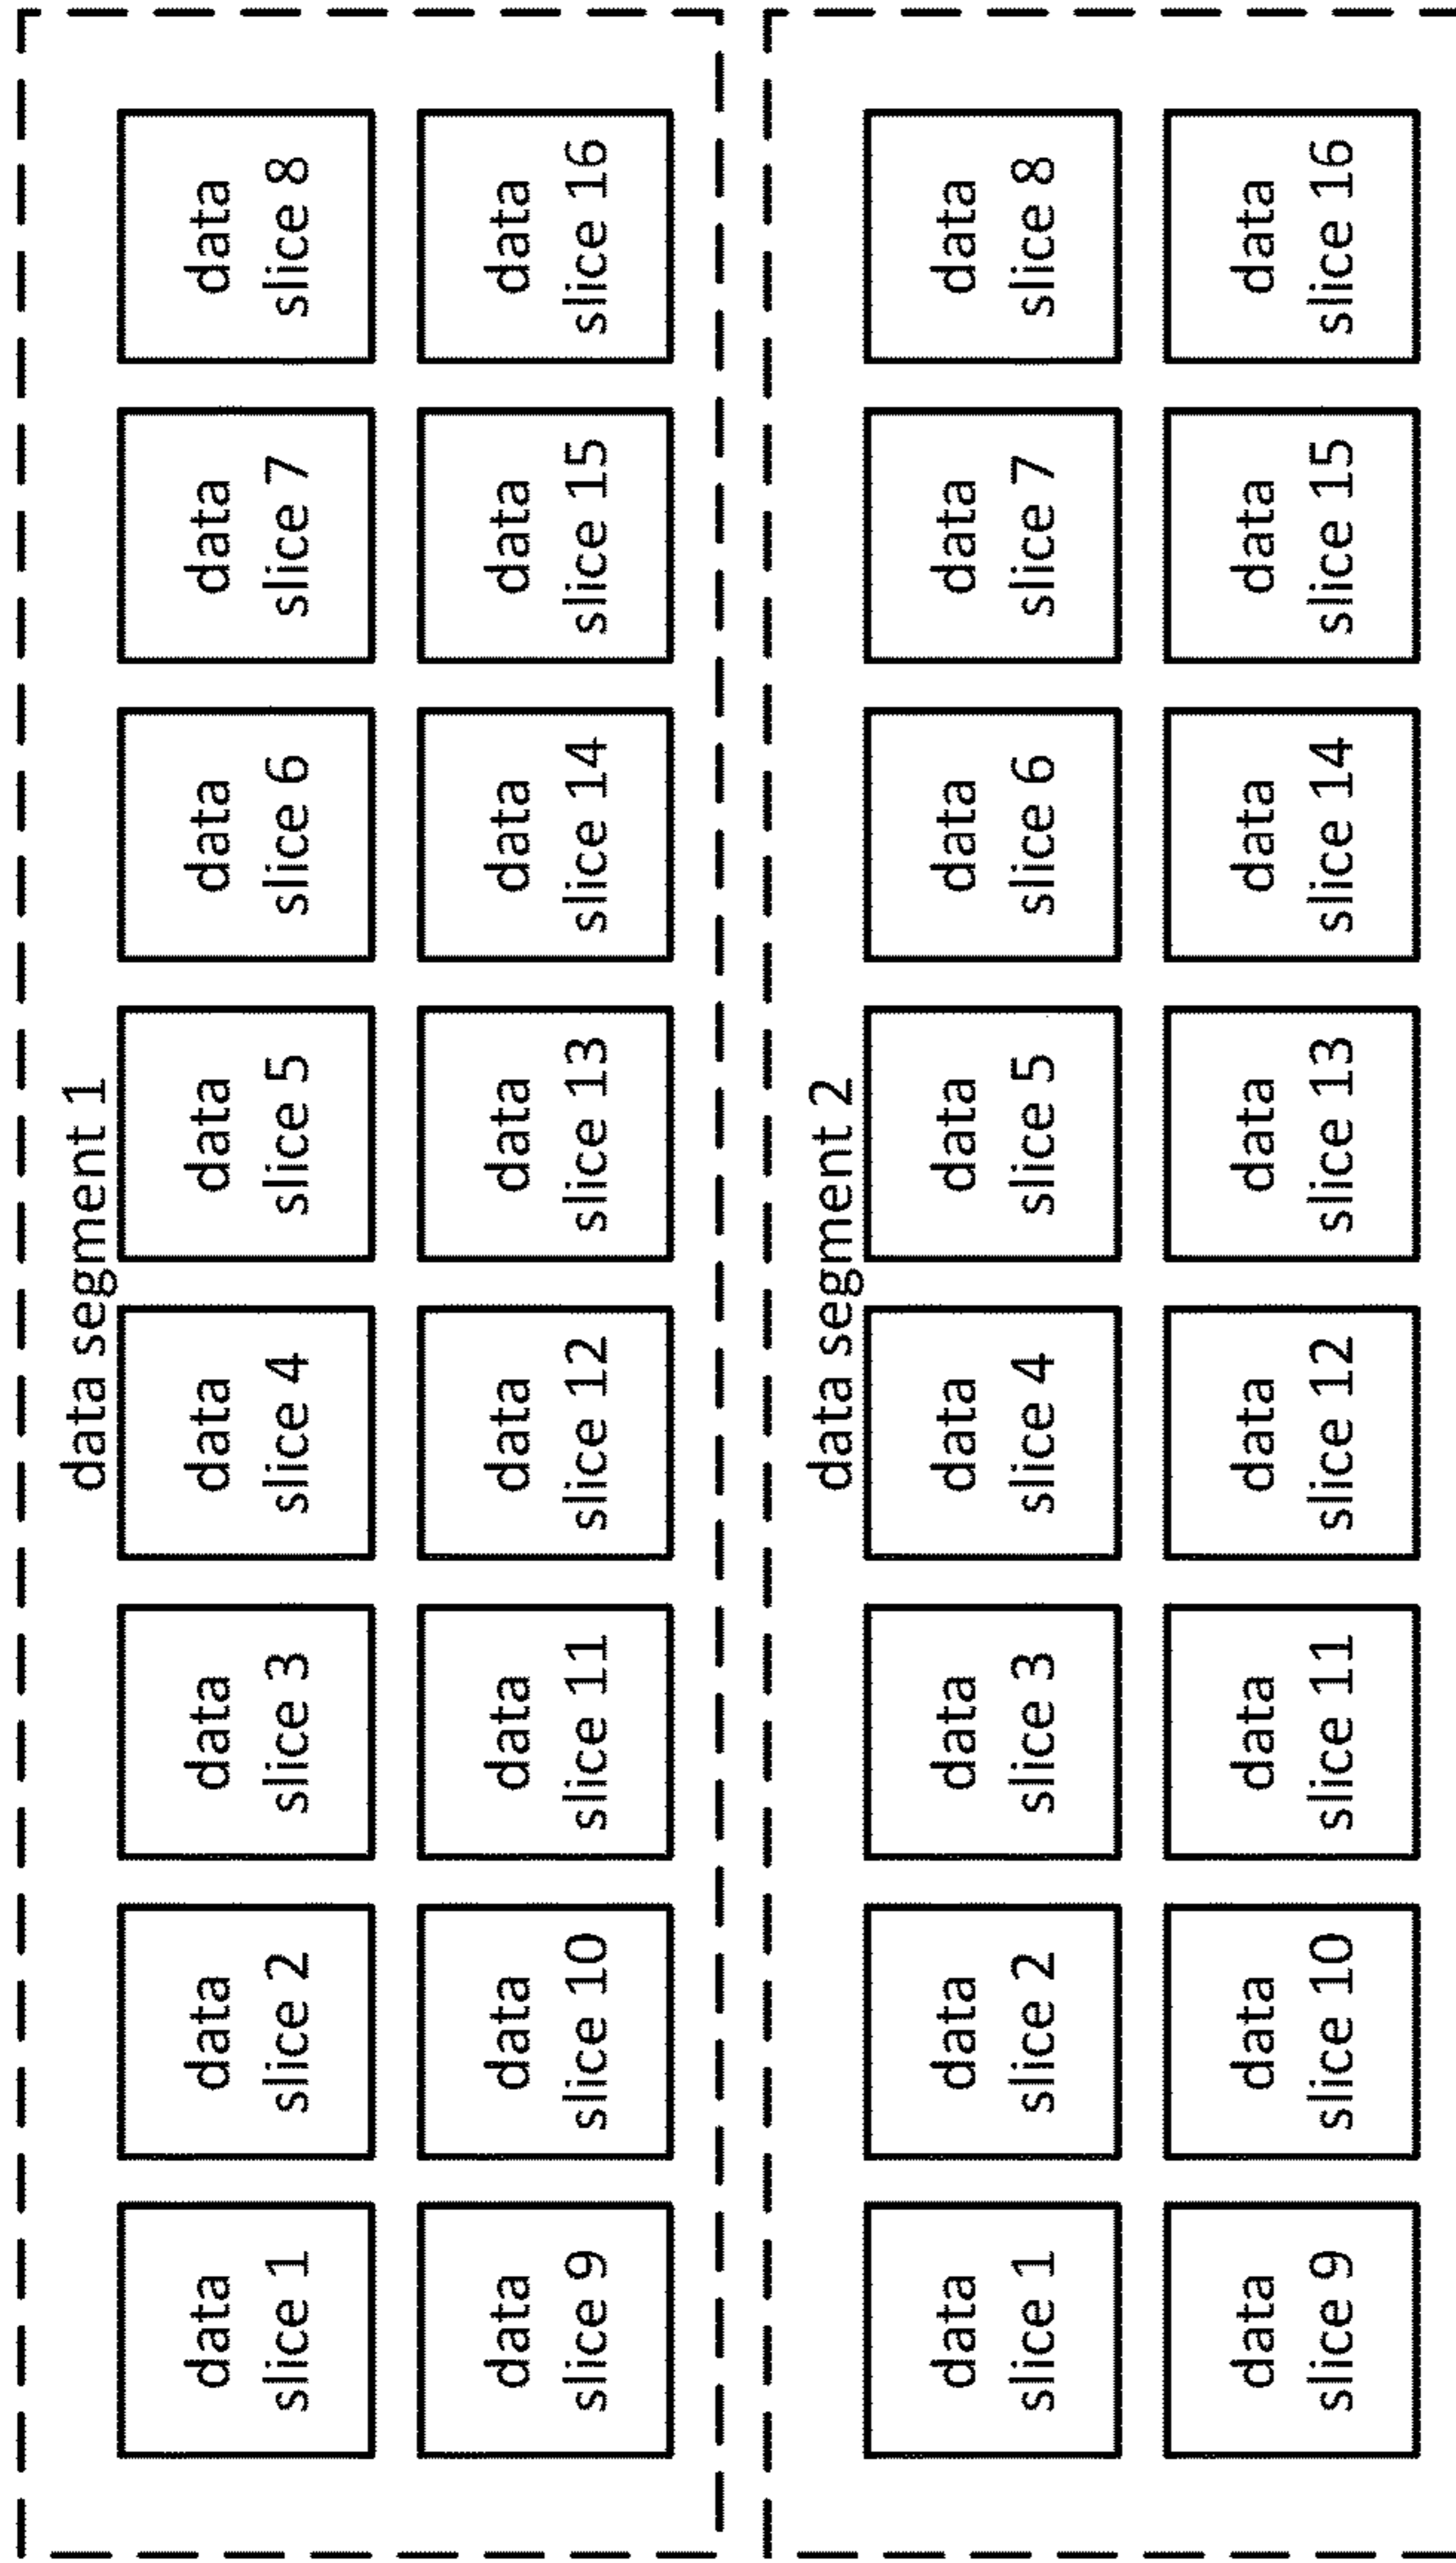 data segment 1
data
slice 1
data
slice 2
data
slice 3
data
slice 4
data
slice 5
data
slice 6
data
slice 7
data
slice 8
data
slice 9
data
slice 10
data
slice 11
data
slice 12
data
slice 13
data
slice 14
data
slice 15
data
slice 16
data segment 2
data
slice 1
data
slice 2
data
slice 3
data
slice 4
data
slice 5
data
slice 6
data
slice 7
data
slice 8
data
slice 9
data
slice 10
data
slice 11
data
slice 12
data
slice 13
data
slice 14
data
slice 15
data
slice 16